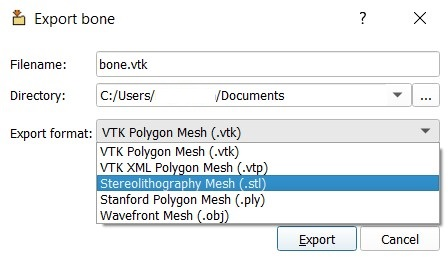 Export bone
Filename: bone.vtk
Directory: C:/Users/ /Documents ...
Export format: VTK Polygon Mesh (.vtk)
VTK Polygon Mesh (.vtk)
VTK XML Polygon Mesh (.vtp)
Stereolithography Mesh (.stl)
Stanford Polygon Mesh (.ply)
Wavefront Mesh (.obj)
Export Cancel